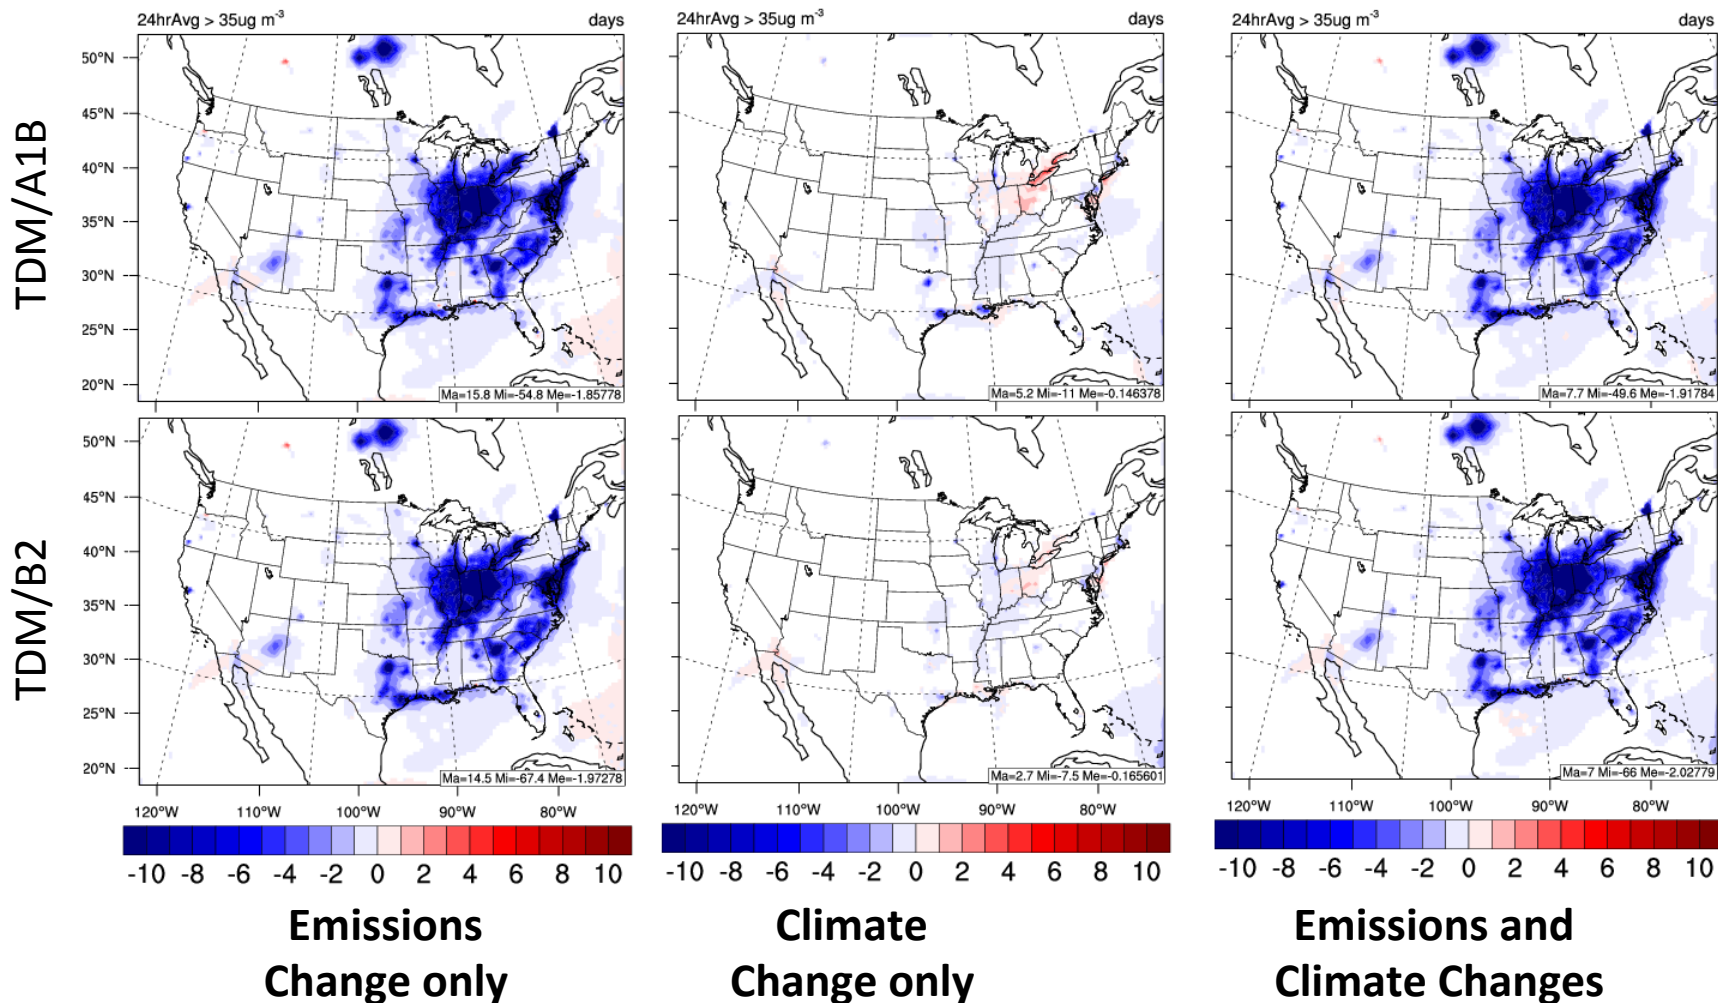 24hrAvg > 35ug m⁻³ days
24hrAvg > 35ug m⁻³ days
24hrAvg > 35ug m⁻³ days
TDM/A1B
50°N
45°N
40°N
35°N
30°N
25°N
20°N
Ma=15.8 Mi=-54.8 Me=-1.85778
Ma=5.2 Mi=-11 Me=-0.146378
Ma=7.7 Mi=-49.6 Me=-1.91784
TDM/B2
50°N
45°N
40°N
35°N
30°N
25°N
20°N
Ma=14.5 Mi=-67.4 Me=-1.97278
Ma=2.7 Mi=-7.5 Me=-0.165601
Ma=7 Mi=-66 Me=-2.02779
120°W 110°W 100°W 90°W 80°W
120°W 110°W 100°W 90°W 80°W
120°W 110°W 100°W 90°W 80°W
-10 -8 -6 -4 -2 0 2 4 6 8 10
-10 -8 -6 -4 -2 0 2 4 6 8 10
-10 -8 -6 -4 -2 0 2 4 6 8 10
Emissions
Change only
Climate
Change only
Emissions and
Climate Changes